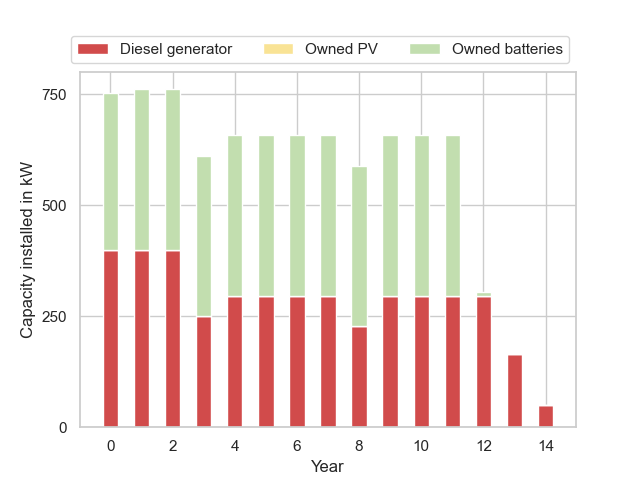 Diesel generator Owned PV Owned batteries
750
500
250
0
Capacity installed in kW
0 2 4 6 8 10 12 14
Year